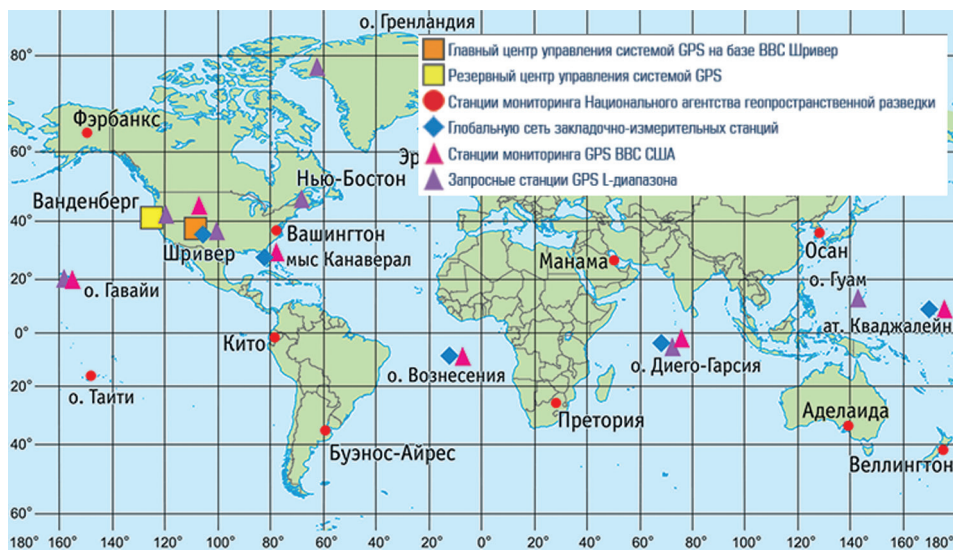 о. Гренландия
Главный центр управления системой GPS на базе ВВС Шривер
Резервный центр управления системой GPS
Станции мониторинга Национального агентства геопространственной разведки
Глобальную сеть закладочно-измерительных станций
Станции мониторинга GPS ВВС США
Запросные станции GPS L-диапазона
80°
Фэрбанкс
60°
Эр
Нью-Бостон
Ванденберг
40°
Вашингтон
Осан
Шривер
мыс Канаверал
Манама
20°
о. Гавайи
о. Гуам
0°
Кито
ат. Кваджалейн
о. Вознесения
о. Диего-Гарсия
20°
о. Таити
Претория
Аделаида
40°
Буэнос-Айрес
Веллингтон
60°
180° 160° 140° 120° 100° 80° 60° 40° 20° 0° 20° 40° 60° 80° 100° 120° 140° 160° 180°